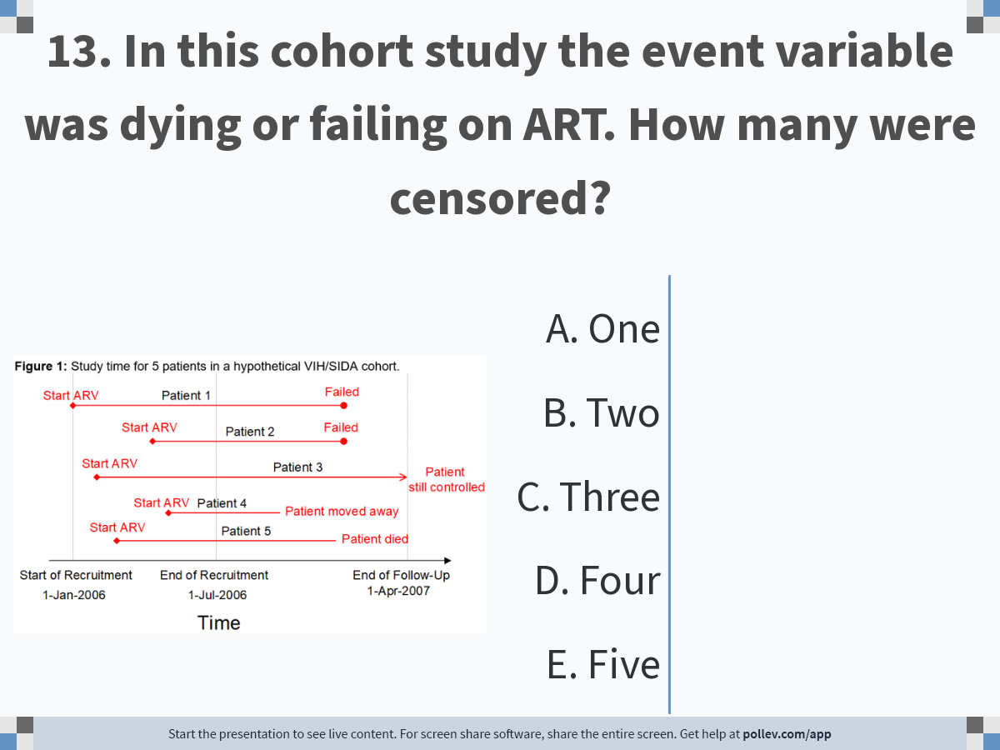 13. In this cohort study the event variable
was dying or failing on ART. How many were
censored?
A. One
B. Two
C. Three
D. Four
E. Five
Figure 1: Study time for 5 patients in a hypothetical VIH/SIDA cohort.
Start ARV
Patient 1
Failed
Start ARV
Patient 2
Failed
Start ARV
Patient 3
Patient
still controlled
Start ARV
Patient 4
Patient moved away
Start ARV
Patient 5
Patient died
Start of Recruitment
1-Jan-2006
End of Recruitment
1-Jul-2006
End of Follow-Up
1-Apr-2007
Time
Start the presentation to see live content. For screen share software, share the entire screen. Get help at pollev.com/app